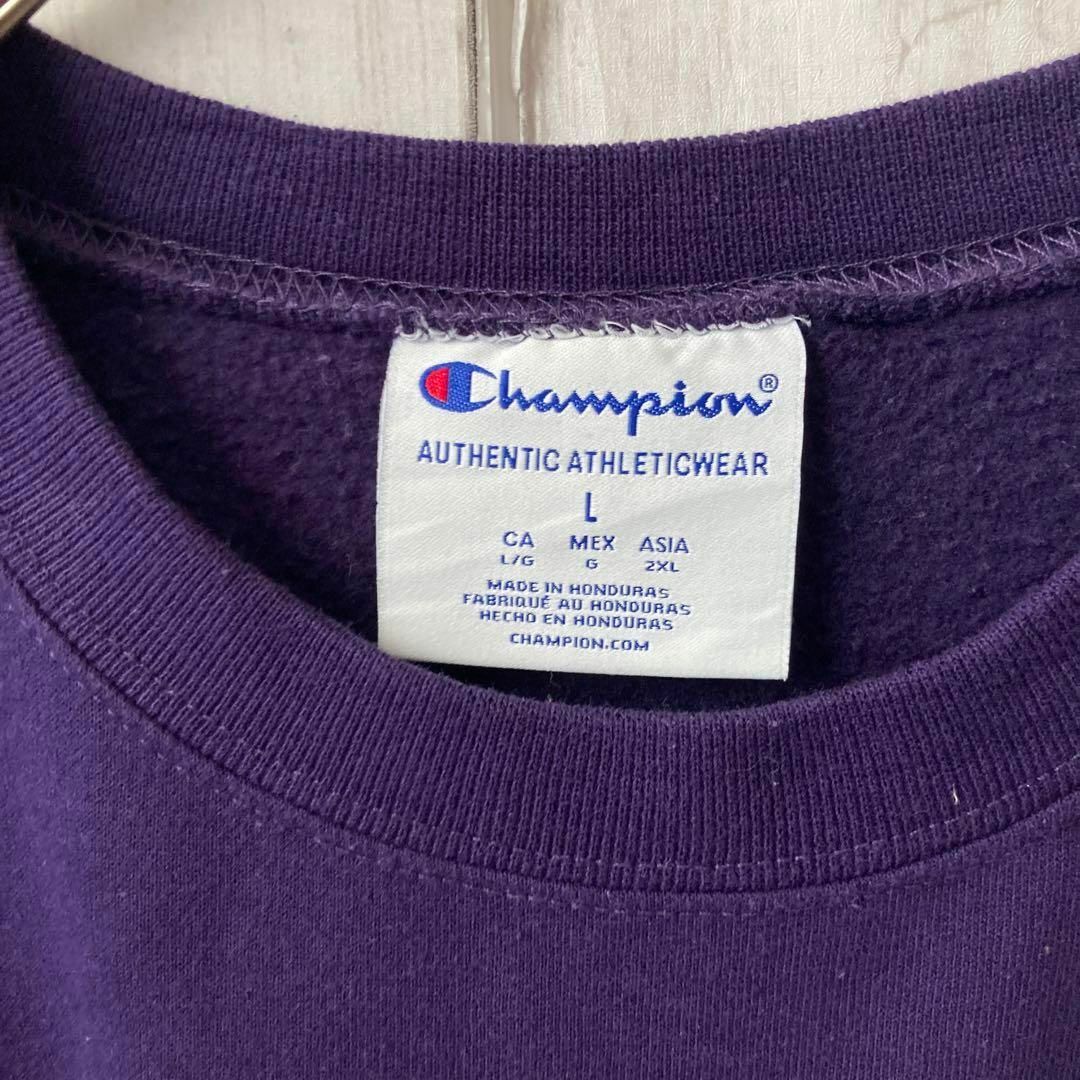 Champion®
AUTHENTIC ATHLETICWEAR
L
CA MEX ASIA
L/G G 2XL
MADE IN HONDURAS
FABRIQUÉ AU HONDURAS
HECHO EN HONDURAS
CHAMPION.COM